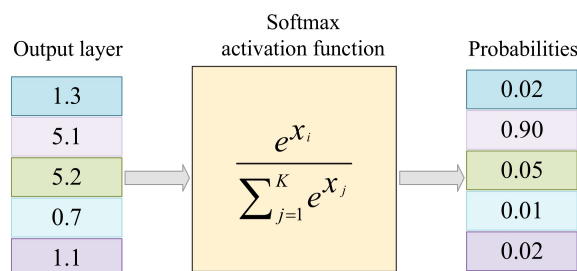 Softmax
activation function
Output layer
Probabilities
1.3
5.1
5.2
0.7
1.1
e^{x_i}
∑_{j=1}^{K} e^{x_j}
0.02
0.90
0.05
0.01
0.02